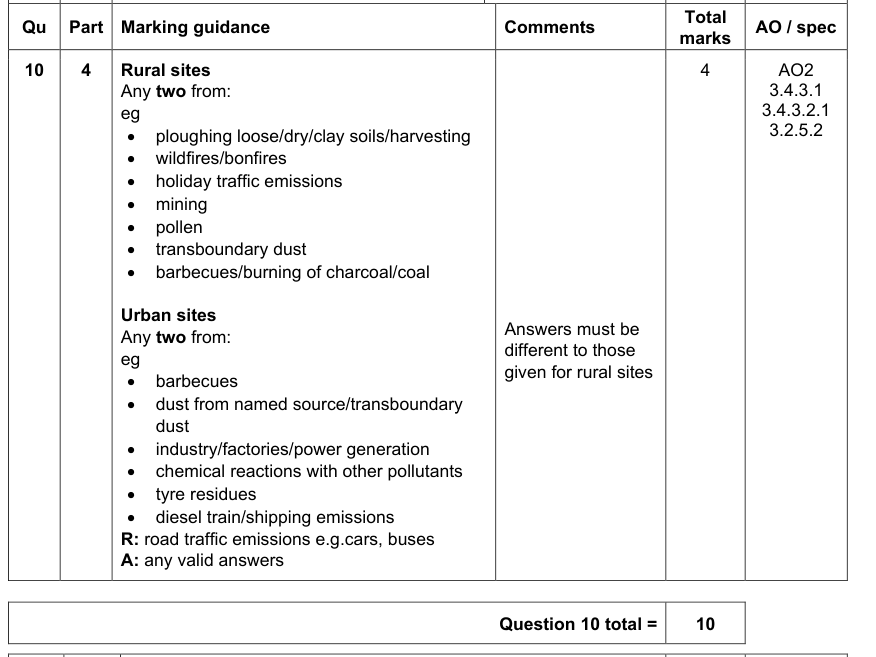 Qu Part Marking guidance Comments Total marks AO / spec
10 4 Rural sites 4 AO2
Any two from: 3.4.3.1
eg 3.4.3.2.1
• ploughing loose/dry/clay soils/harvesting 3.2.5.2
• wildfires/bonfires
• holiday traffic emissions
• mining
• pollen
• transboundary dust
• barbecues/burning of charcoal/coal
Urban sites
Any two from:
eg
• barbecues
• dust from named source/transboundary
dust
• industry/factories/power generation
• chemical reactions with other pollutants
• tyre residues
• diesel train/shipping emissions
R: road traffic emissions e.g.cars, buses
A: any valid answers
Answers must be
different to those
given for rural sites
Question 10 total = 10